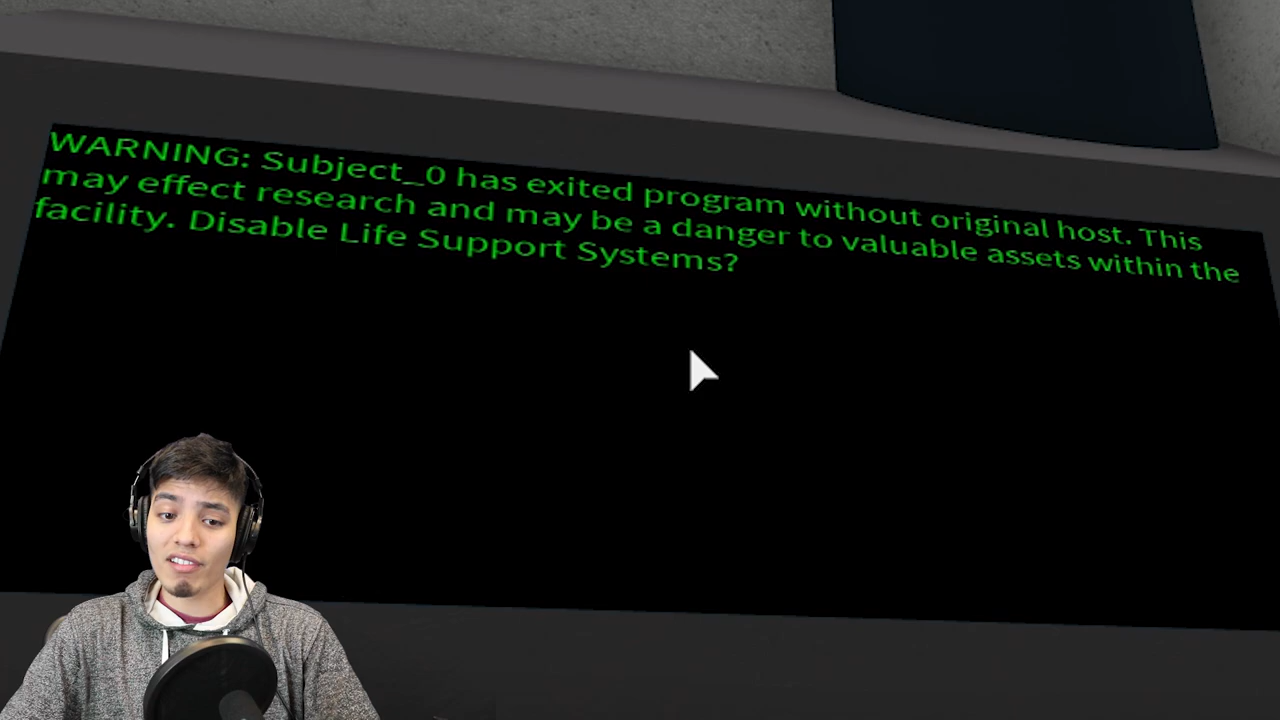 WARNING: Subject_0 has exited program without original host. This
may effect research and may be a danger to valuable assets within the
facility. Disable Life Support Systems?